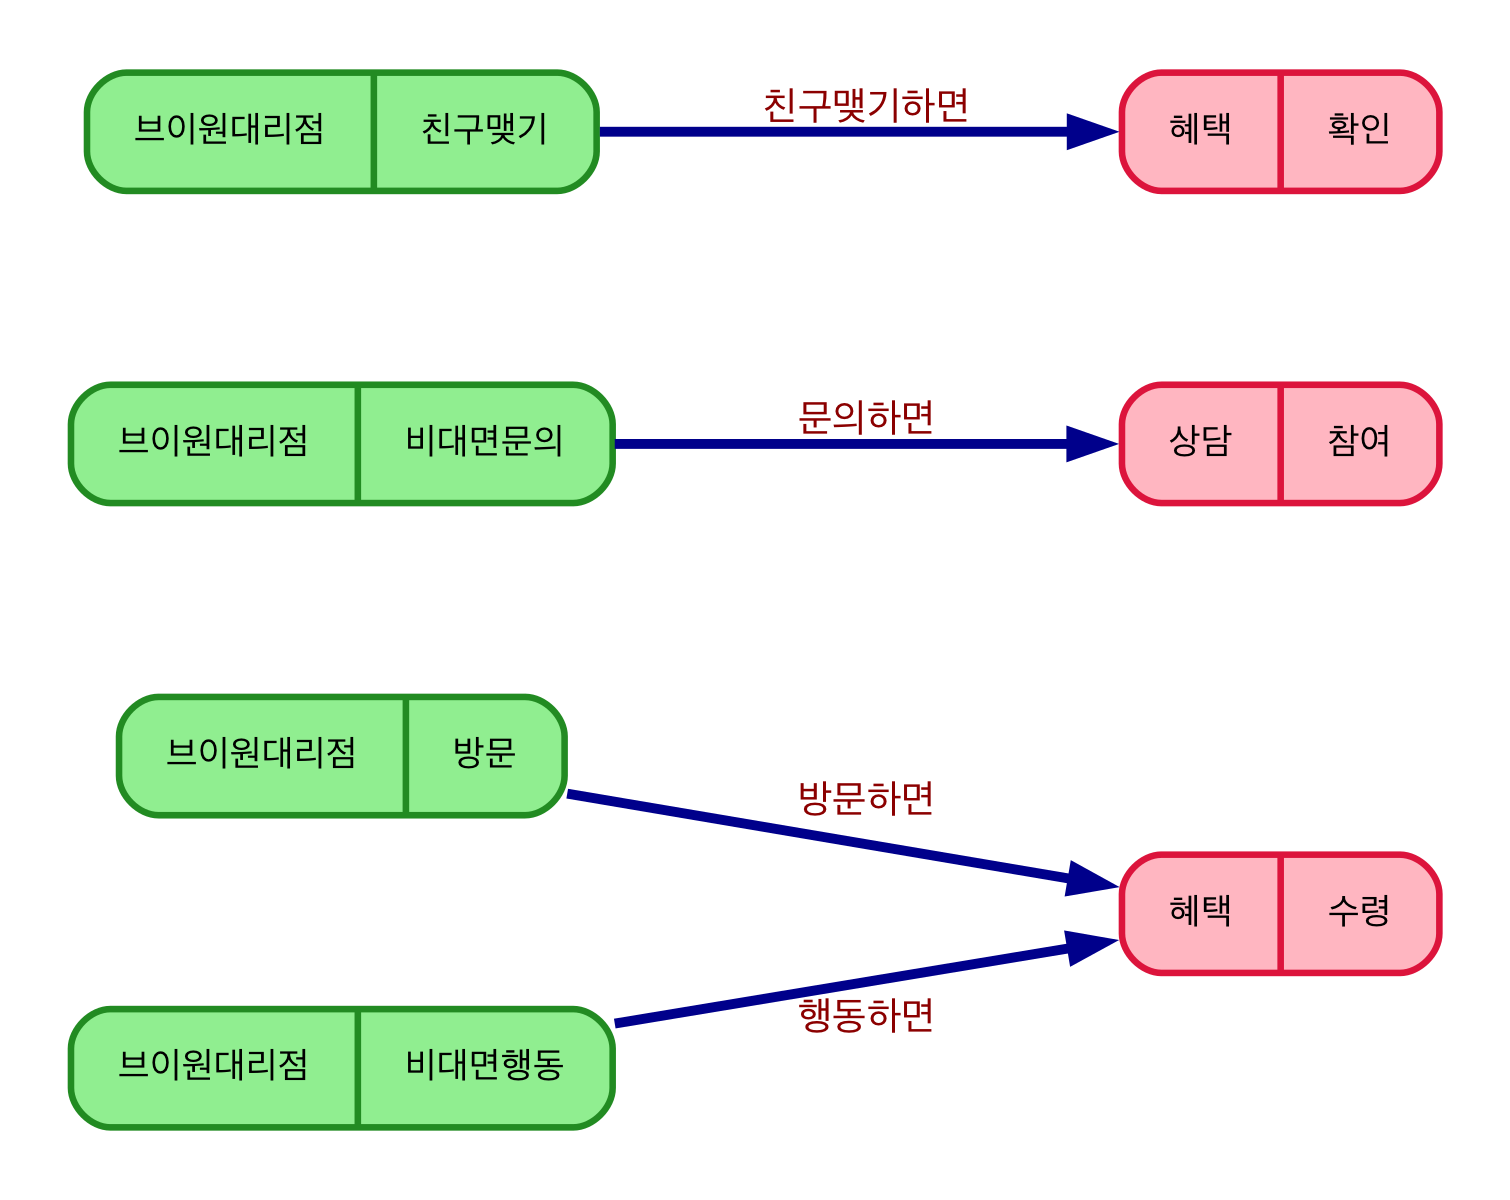 브이원대리점 친구맺기 친구맺기하면 혜택 확인
브이원대리점 비대면문의 문의하면 상담 참여
브이원대리점 방문 방문하면
혜택 수령
브이원대리점 비대면행동 행동하면